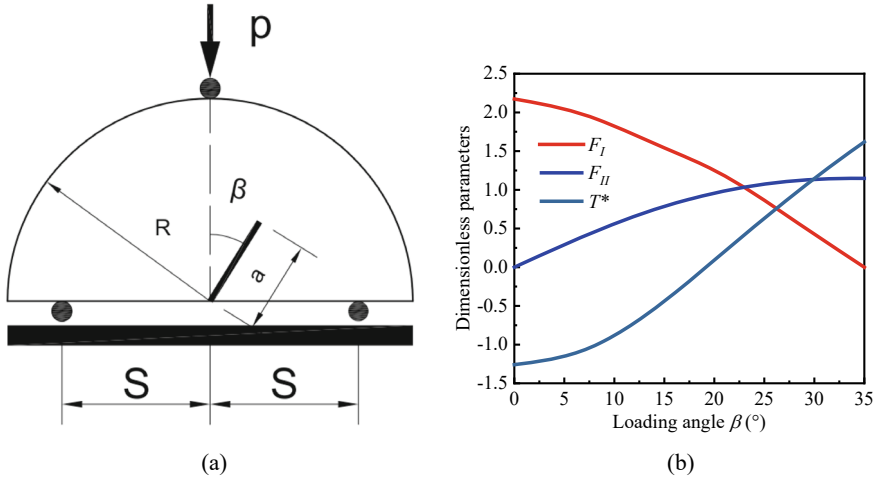 p
β
R
a
S
S
(a)
2.5
2.0
1.5
1.0
0.5
0.0
-0.5
-1.0
-1.5
Dimensionless parameters
F_I
F_II
T*
0
5
10
15
20
25
30
35
Loading angle β (°)
(b)